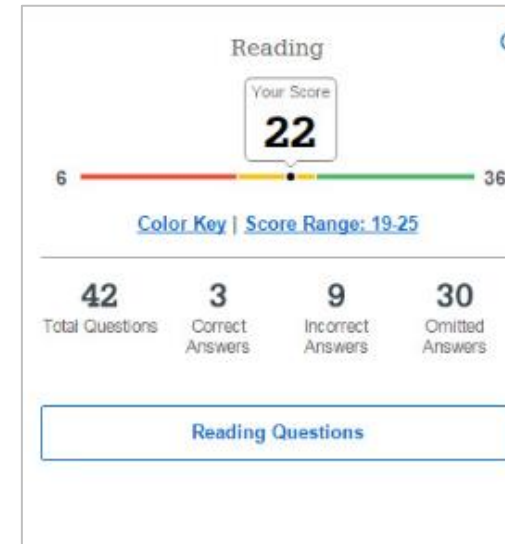 Reading
Your Score
22
6 36
Color Key | Score Range: 19-25
42 3 9 30
Total Questions Correct Answers Incorrect Answers Omitted Answers
Reading Questions